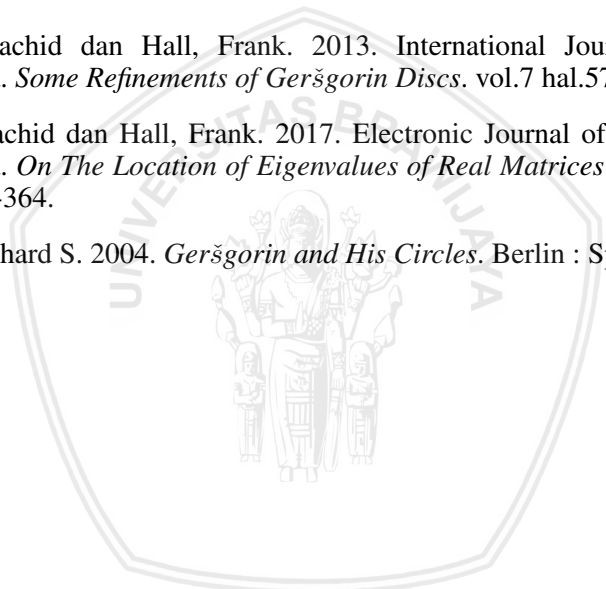 achid dan Hall, Frank. 2013. International Jour
. Some Refinements of Geršgorin Discs. vol.7 hal.57
achid dan Hall, Frank. 2017. Electronic Journal of
. On The Location of Eigenvalues of Real Matrices
-364.
hard S. 2004. Geršgorin and His Circles. Berlin : S
UNIVERSITAS BRAWIJAYA